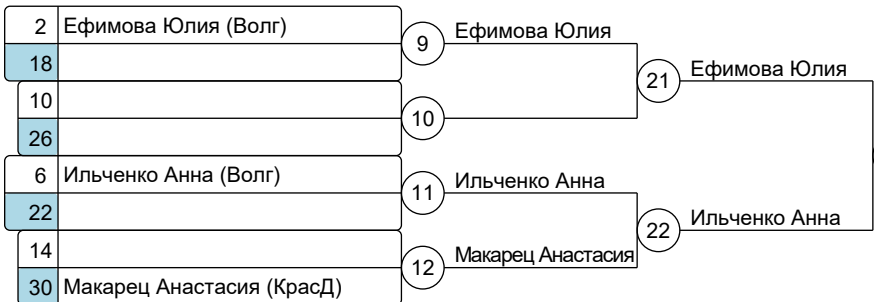 2 Ефимова Юлия (Волг)
18
9 Ефимова Юлия
10
26
10
21 Ефимова Юлия
6 Ильченко Анна (Волг)
22
11 Ильченко Анна
14
30 Макарец Анастасия (КрасД)
12 Макарец Анастасия
22 Ильченко Анна